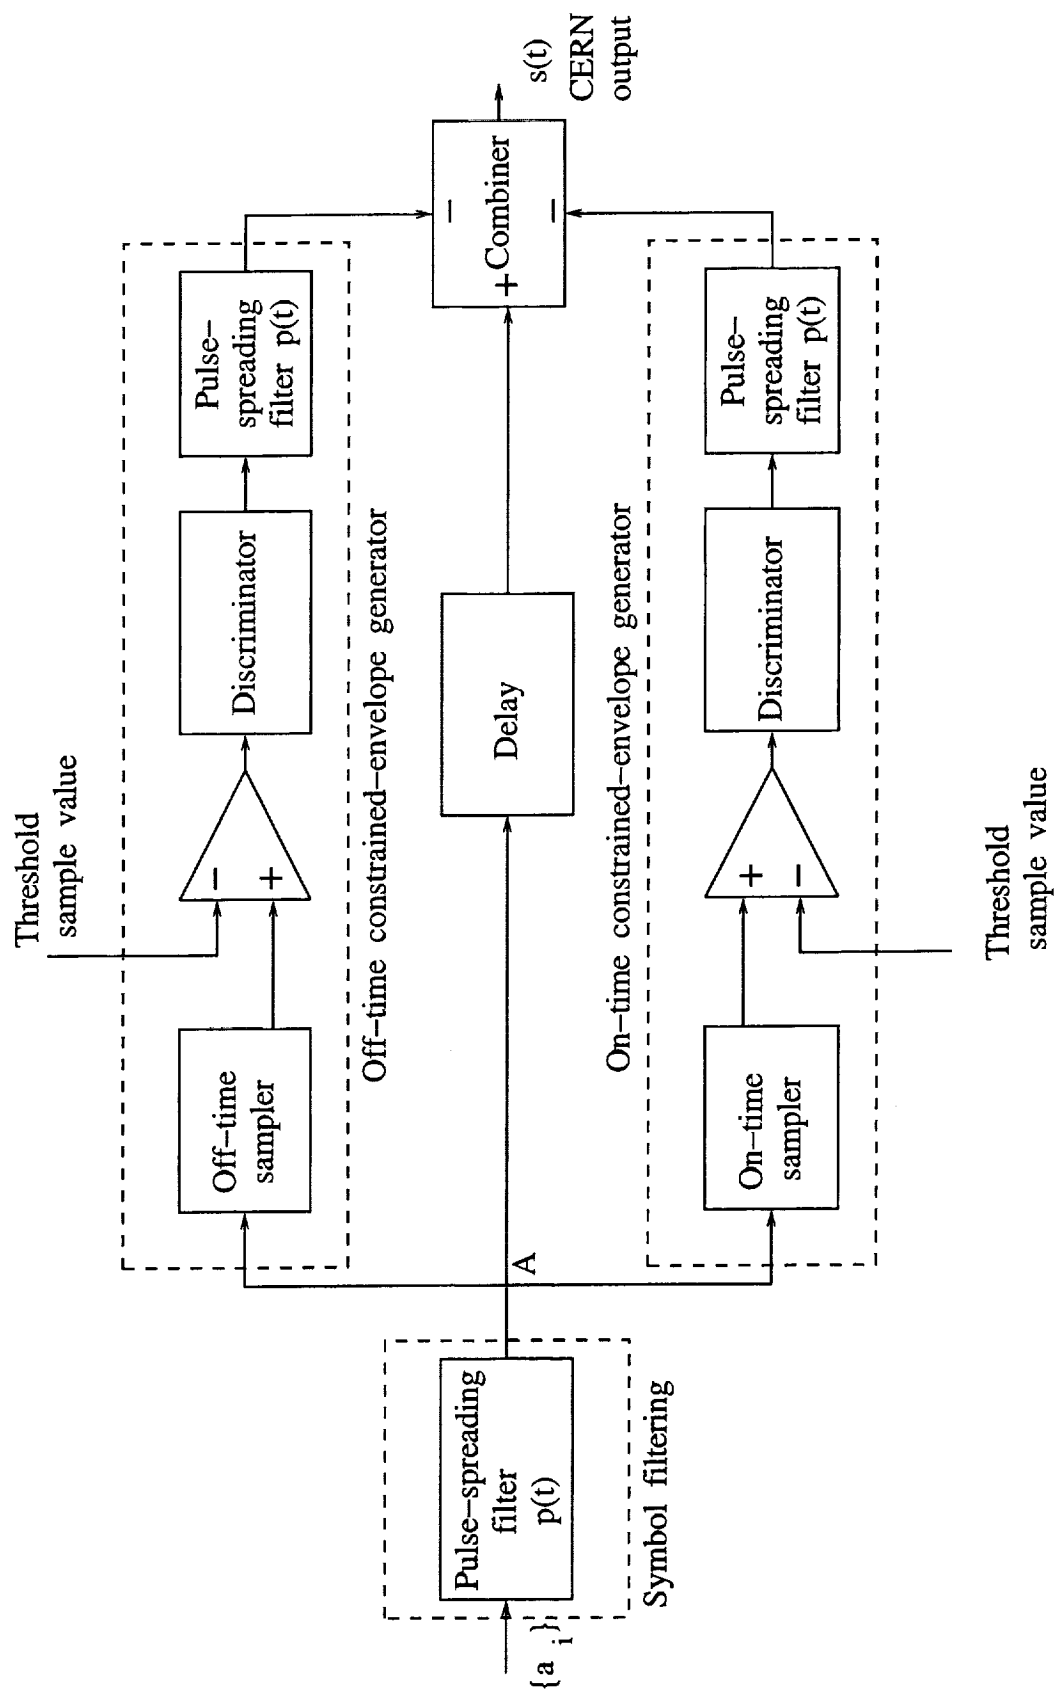 {a i}
Pulse-spreading
filter
p(t)
Symbol filtering
A
Off-time
sampler
Threshold
sample value
−
+
Discriminator
Pulse-
spreading
filter p(t)
Off-time constrained-envelope generator
Delay
On-time constrained-envelope generator
On-time
sampler
+
−
Threshold
sample value
Discriminator
Pulse-
spreading
filter p(t)
−
+ Combiner
−
s(t)
CERN
output